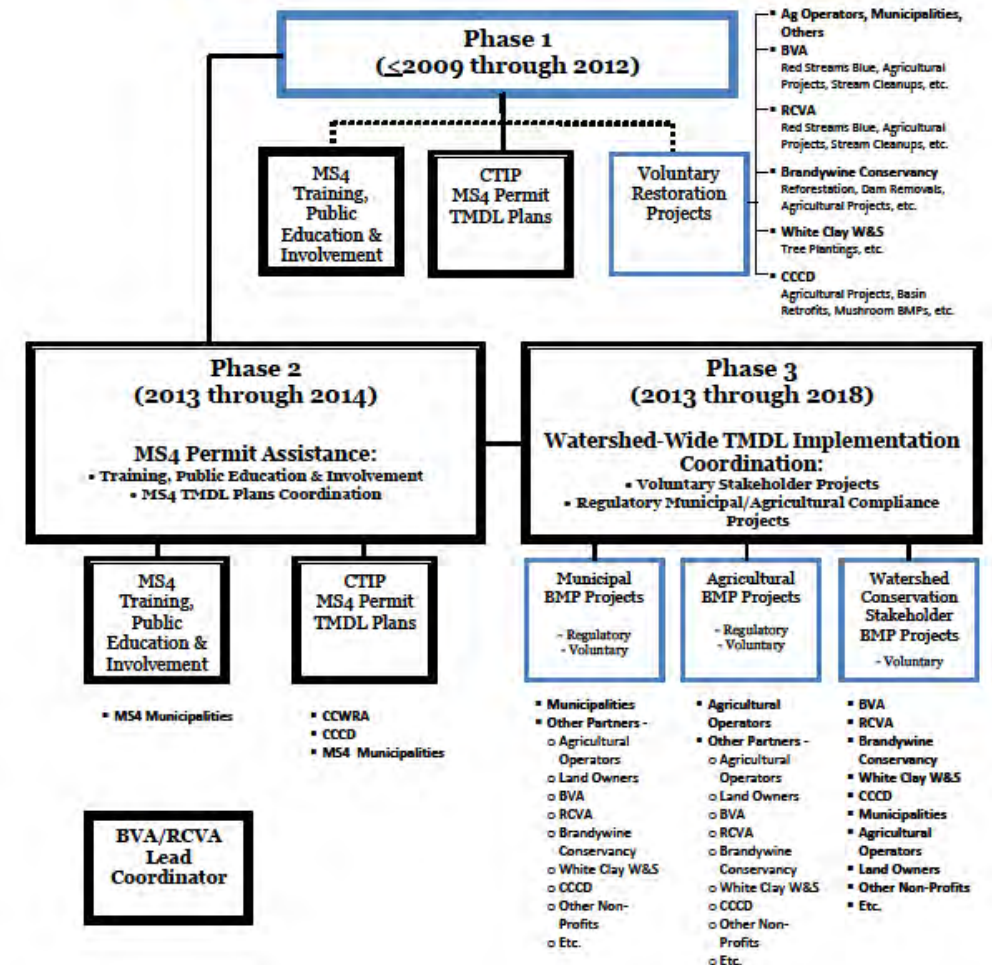 Phase 1
(≤2009 through 2012)
▪ Ag Operators, Municipalities,
Others
▪ BVA
Red Streams Blue, Agricultural
Projects, Stream Cleanups, etc.
▪ RCVA
Red Streams Blue, Agricultural
Projects, Stream Cleanups, etc.
▪ Brandywine Conservancy
Reforestation, Dam Removals,
Agricultural Projects, etc.
▪ White Clay W&S
Tree Plantings, etc.
▪ CCCD
Agricultural Projects, Basin
Retrofits, Mushroom BMPs, etc.
MS4
Training,
Public
Education &
Involvement
CTIP
MS4 Permit
TMDL Plans
Voluntary
Restoration
Projects
Phase 2
(2013 through 2014)
MS4 Permit Assistance:
• Training, Public Education & Involvement
• MS4 TMDL Plans Coordination
Phase 3
(2013 through 2018)
Watershed-Wide TMDL Implementation
Coordination:
• Voluntary Stakeholder Projects
• Regulatory Municipal/Agricultural Compliance
Projects
MS4
Training,
Public
Education &
Involvement
▪ MS4 Municipalities
CTIP
MS4 Permit
TMDL Plans
▪ CCWRA
▪ CCCD
▪ MS4 Municipalities
Municipal
BMP Projects
- Regulatory
- Voluntary
▪ Municipalities
▪ Other Partners -
o Agricultural
Operators
o Land Owners
o BVA
o RCVA
o Brandywine
Conservancy
o White Clay W&S
o CCCD
o Other Non-
Profits
o Etc.
Agricultural
BMP Projects
- Regulatory
- Voluntary
▪ Agricultural
Operators
▪ Other Partners -
o Agricultural
Operators
o Land Owners
o BVA
o RCVA
o Brandywine
Conservancy
o White Clay W&S
o CCCD
o Other Non-
Profits
o Etc.
Watershed
Conservation
Stakeholder
BMP Projects
- Voluntary
▪ BVA
▪ RCVA
▪ Brandywine
Conservancy
▪ White Clay W&S
▪ CCCD
▪ Municipalities
▪ Agricultural
Operators
▪ Land Owners
▪ Other Non-Profits
▪ Etc.
BVA/RCVA
Lead
Coordinator